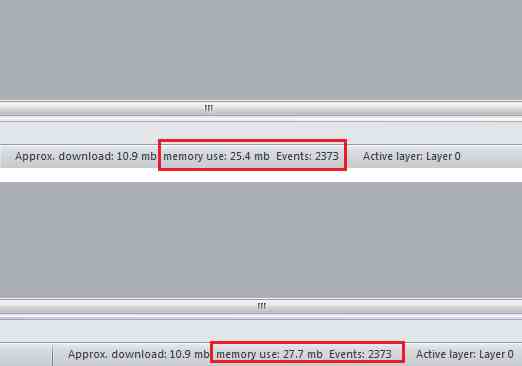 Approx. download: 10.9 mb memory use: 25.4 mb Events: 2373 Active layer: Layer 0
Approx. download: 10.9 mb memory use: 27.7 mb Events: 2373 Active layer: Layer 0